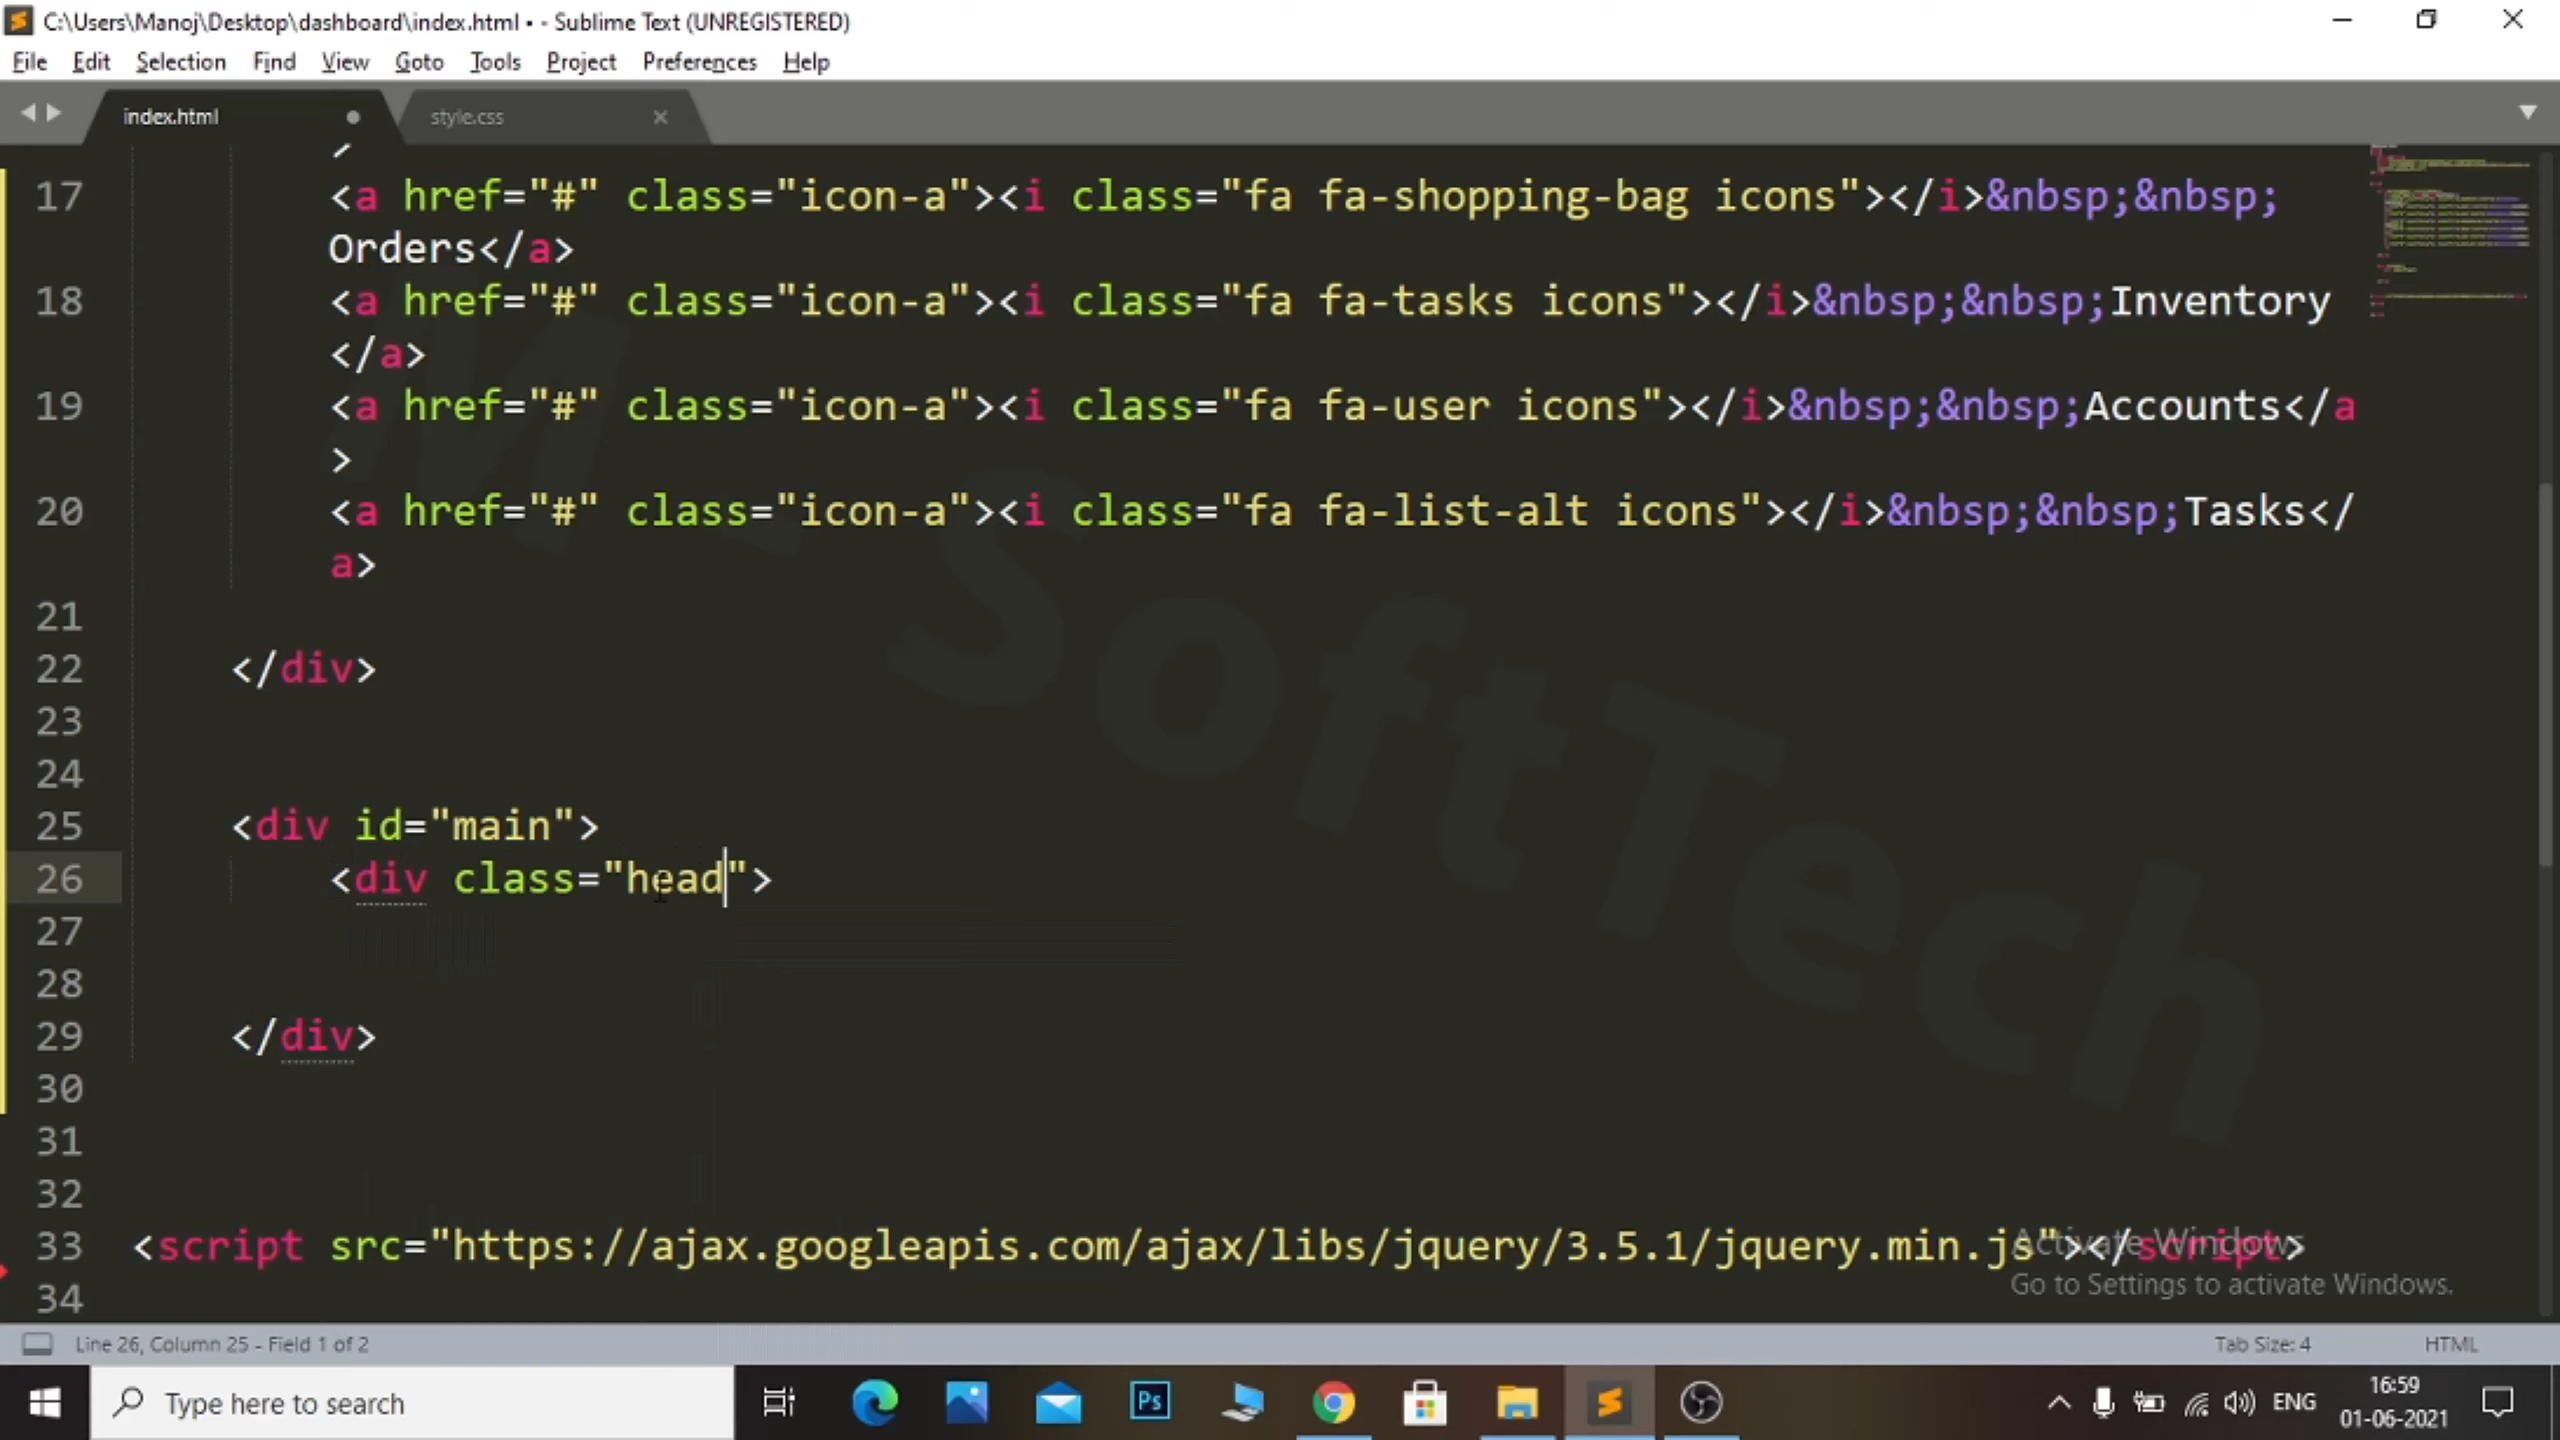 C:\Users\Manoj\Desktop\dashboard\index.html • - Sublime Text (UNREGISTERED)
File Edit Selection Find View Goto Tools Project Preferences Help
index.html style.css
17 <a href="#" class="icon-a"><i class="fa fa-shopping-bag icons"></i>&nbsp;&nbsp;
Orders</a>
18 <a href="#" class="icon-a"><i class="fa fa-tasks icons"></i>&nbsp;&nbsp;Inventory
</a>
19 <a href="#" class="icon-a"><i class="fa fa-user icons"></i>&nbsp;&nbsp;Accounts</a
>
20 <a href="#" class="icon-a"><i class="fa fa-list-alt icons"></i>&nbsp;&nbsp;Tasks</
a>
21
22 </div>
23
24
25 <div id="main">
26 <div class="head">
27
28
29 </div>
30
31
32
33 <script src="https://ajax.googleapis.com/ajax/libs/jquery/3.5.1/jquery.min.js"></script>
34
M - SoftTech
Activate Windows
Go to Settings to activate Windows.
Line 26, Column 25 - Field 1 of 2 Tab Size: 4 HTML
Type here to search Ps ENG 16:59
01-06-2021